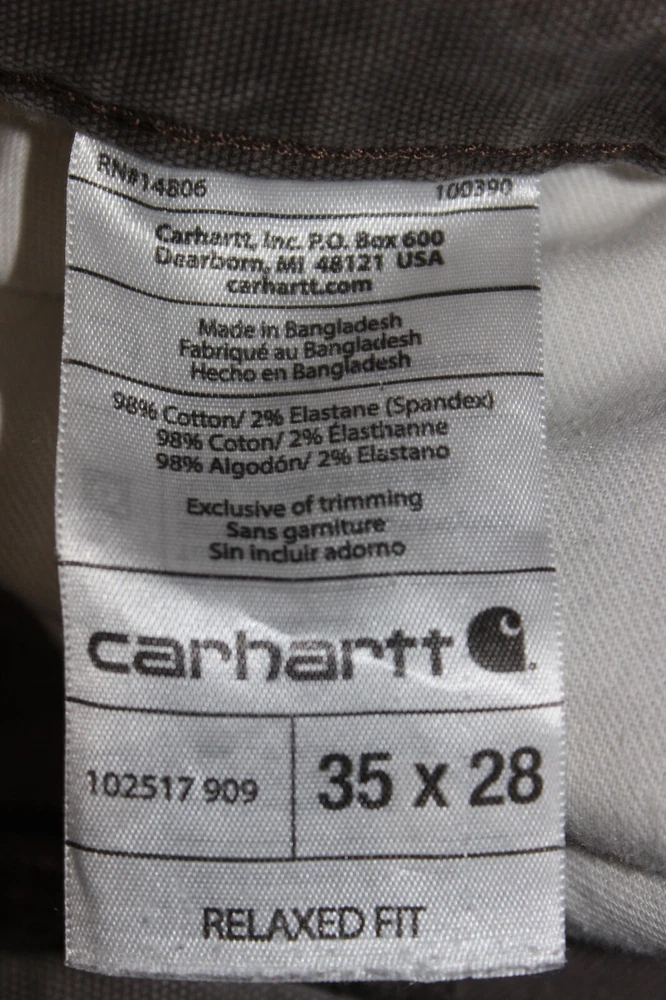 RN#14806 100390
Carhartt, Inc. P.O. Box 600
Dearborn, MI 48121 USA
carhartt.com
Made in Bangladesh
Fabriqué au Bangladesh
Hecho en Bangladesh
98% Cotton/ 2% Elastane (Spandex)
98% Coton/ 2% Élasthanne
98% Algodón/ 2% Elastano
Exclusive of trimming
Sans garniture
Sin incluir adorno
carhartt
102517 909 35 x 28
RELAXED FIT